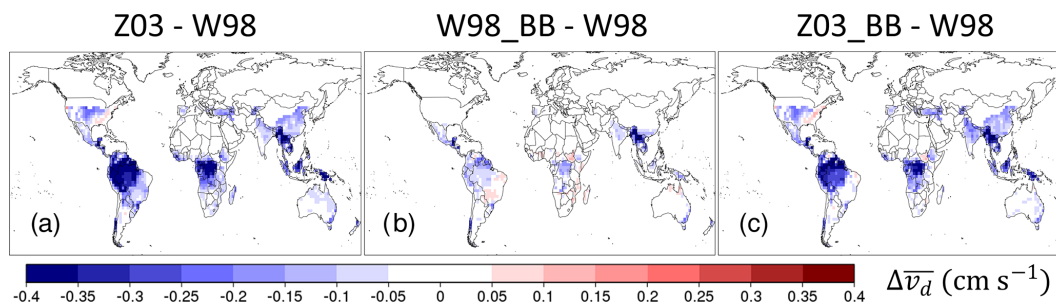 Z03 - W98
W98_BB - W98
Z03_BB - W98
(a)
(b)
(c)
-0.4 -0.35 -0.3 -0.25 -0.2 -0.15 -0.1 -0.05 0 0.05 0.1 0.15 0.2 0.25 0.3 0.35 0.4
Δv̅_d̅ (cm s⁻¹)